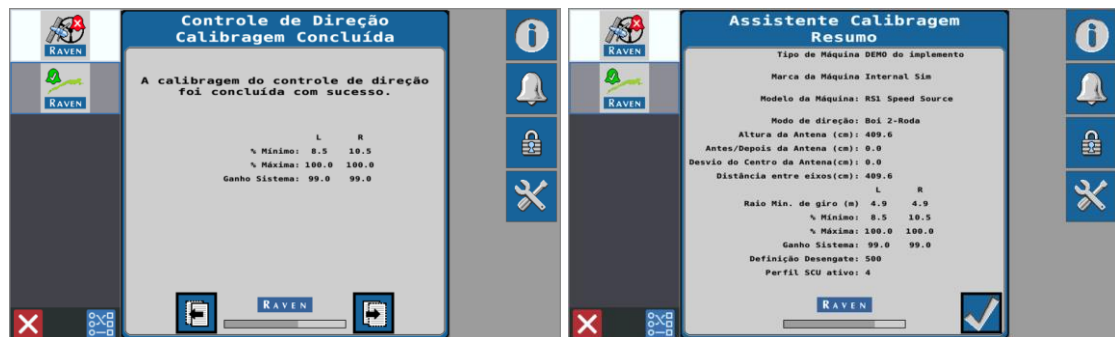 Controle de Direção
Calibragem Concluída
RAVEN
RAVEN
A calibragem do controle de direção
foi concluída com sucesso.
L R
% Mínimo: 8.5 10.5
% Máxima: 100.0 100.0
Ganho Sistema: 99.0 99.0
RAVEN
Assistente Calibragem
Resumo
RAVEN
RAVEN
Tipo de Máquina DEMO do implemento
Marca da Máquina Internal Sim
Modelo da Máquina: RS1 Speed Source
Modo de direção: Boi 2-Roda
Altura da Antena (cm): 409.6
Antes/Depois da Antena (cm): 0.0
Desvio do Centro da Antena(cm): 0.0
Distância entre eixos(cm): 409.6
L R
Raio Min. de giro (m) 4.9 4.9
% Mínimo: 8.5 10.5
% Máxima: 100.0 100.0
Ganho Sistema: 99.0 99.0
Definição Desengate: 500
Perfil SCU ativo: 4
RAVEN